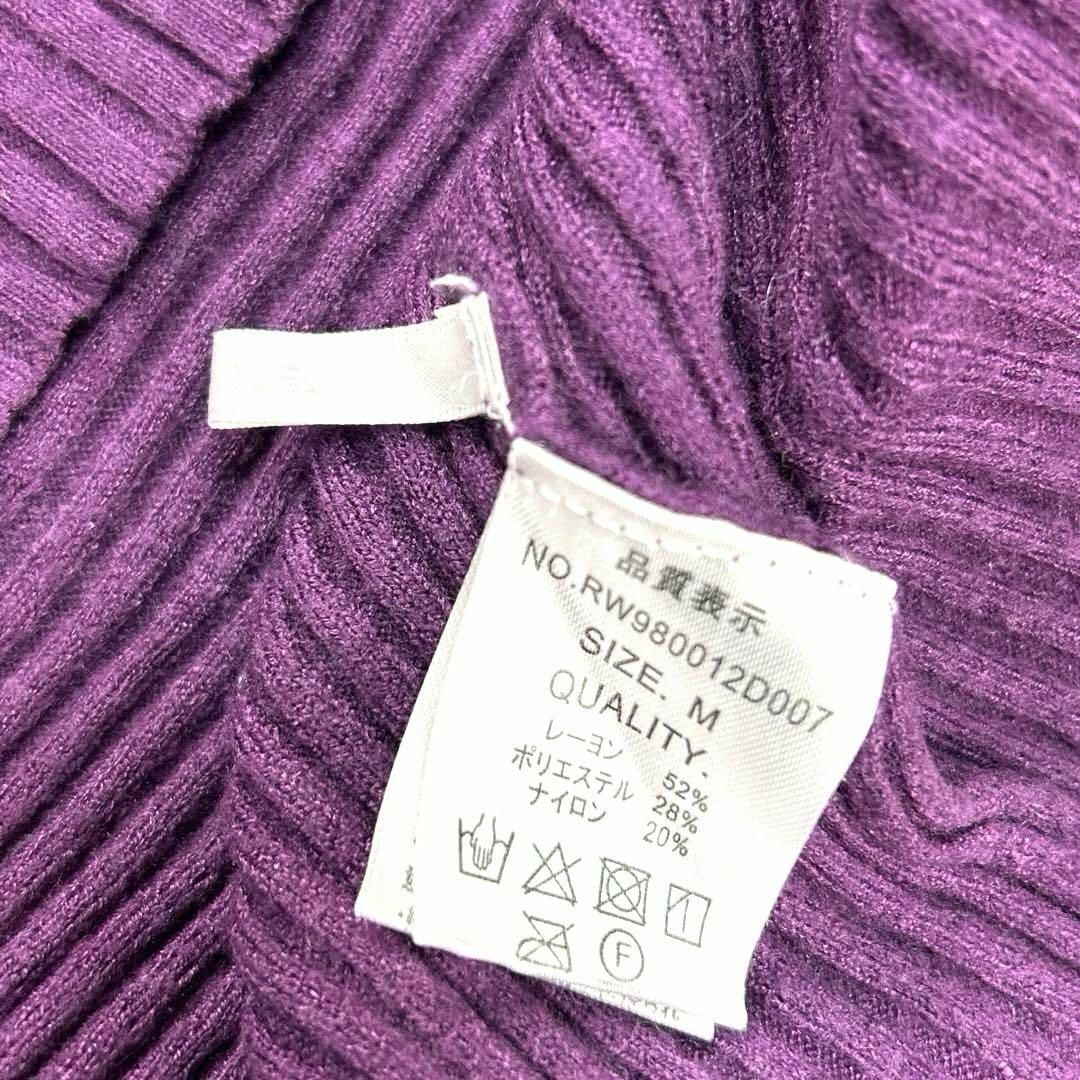 品質表示
NO.RW980012D007
SIZE. M
QUALITY.
レーヨン 52%
ポリエステル 28%
ナイロン 20%
F